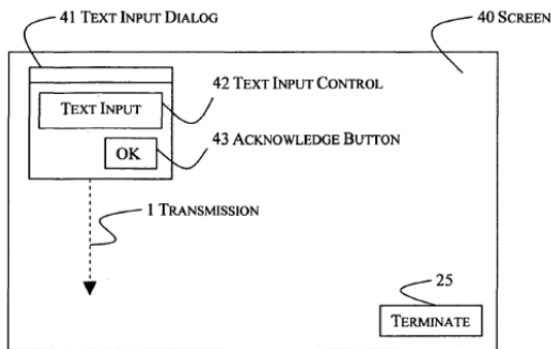 41 TEXT INPUT DIALOG
40 SCREEN
42 TEXT INPUT CONTROL
TEXT INPUT
43 ACKNOWLEDGE BUTTON
OK
1 TRANSMISSION
25
TERMINATE